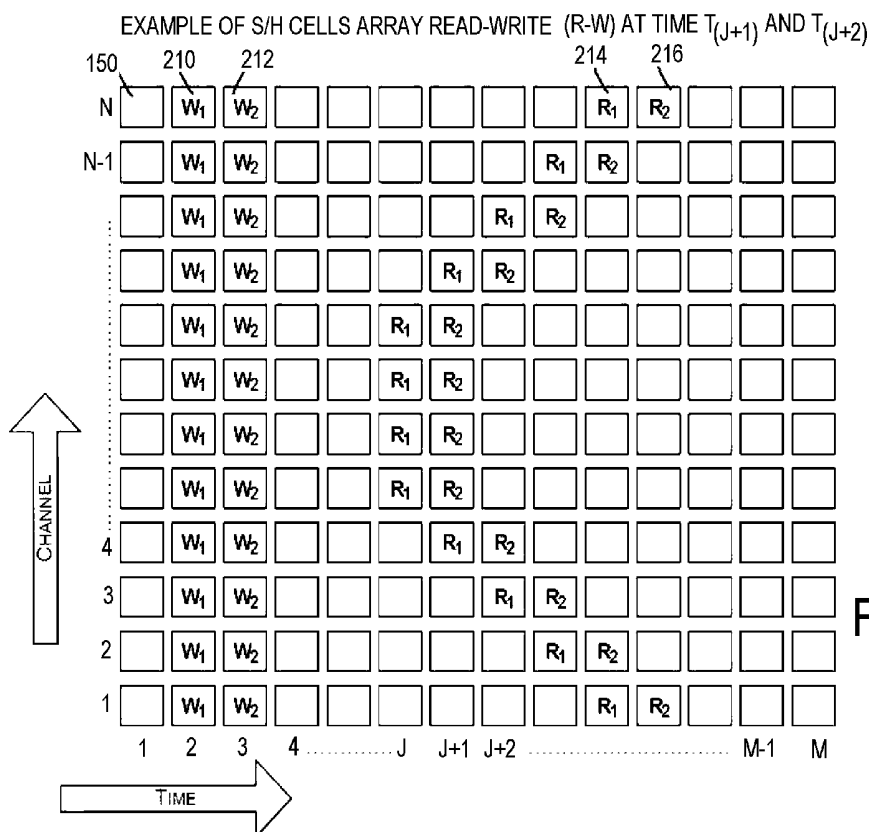 EXAMPLE OF S/H CELLS ARRAY READ-WRITE (R-W) AT TIME T(J+1) AND T(J+2)
150 210 212 214 216
N W1 W2 R1 R2
N-1 W1 W2 R1 R2
W1 W2 R1 R2
W1 W2 R1 R2
W1 W2 R1 R2
W1 W2 R1 R2
W1 W2 R1 R2
W1 W2 R1 R2
4 W1 W2 R1 R2
3 W1 W2 R1 R2
2 W1 W2 R1 R2
1 W1 W2 R1 R2
1 2 3 4 ........... J J+1 J+2 ........................ M-1 M
CHANNEL
TIME
F